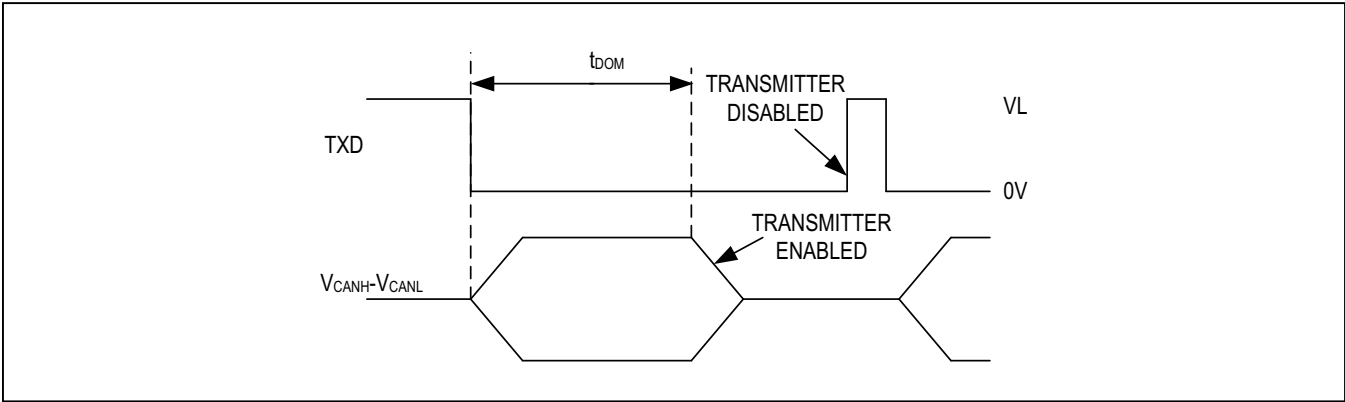 tDOM
TRANSMITTER
DISABLED
VL
TXD
0V
TRANSMITTER
ENABLED
VCANH-VCANL